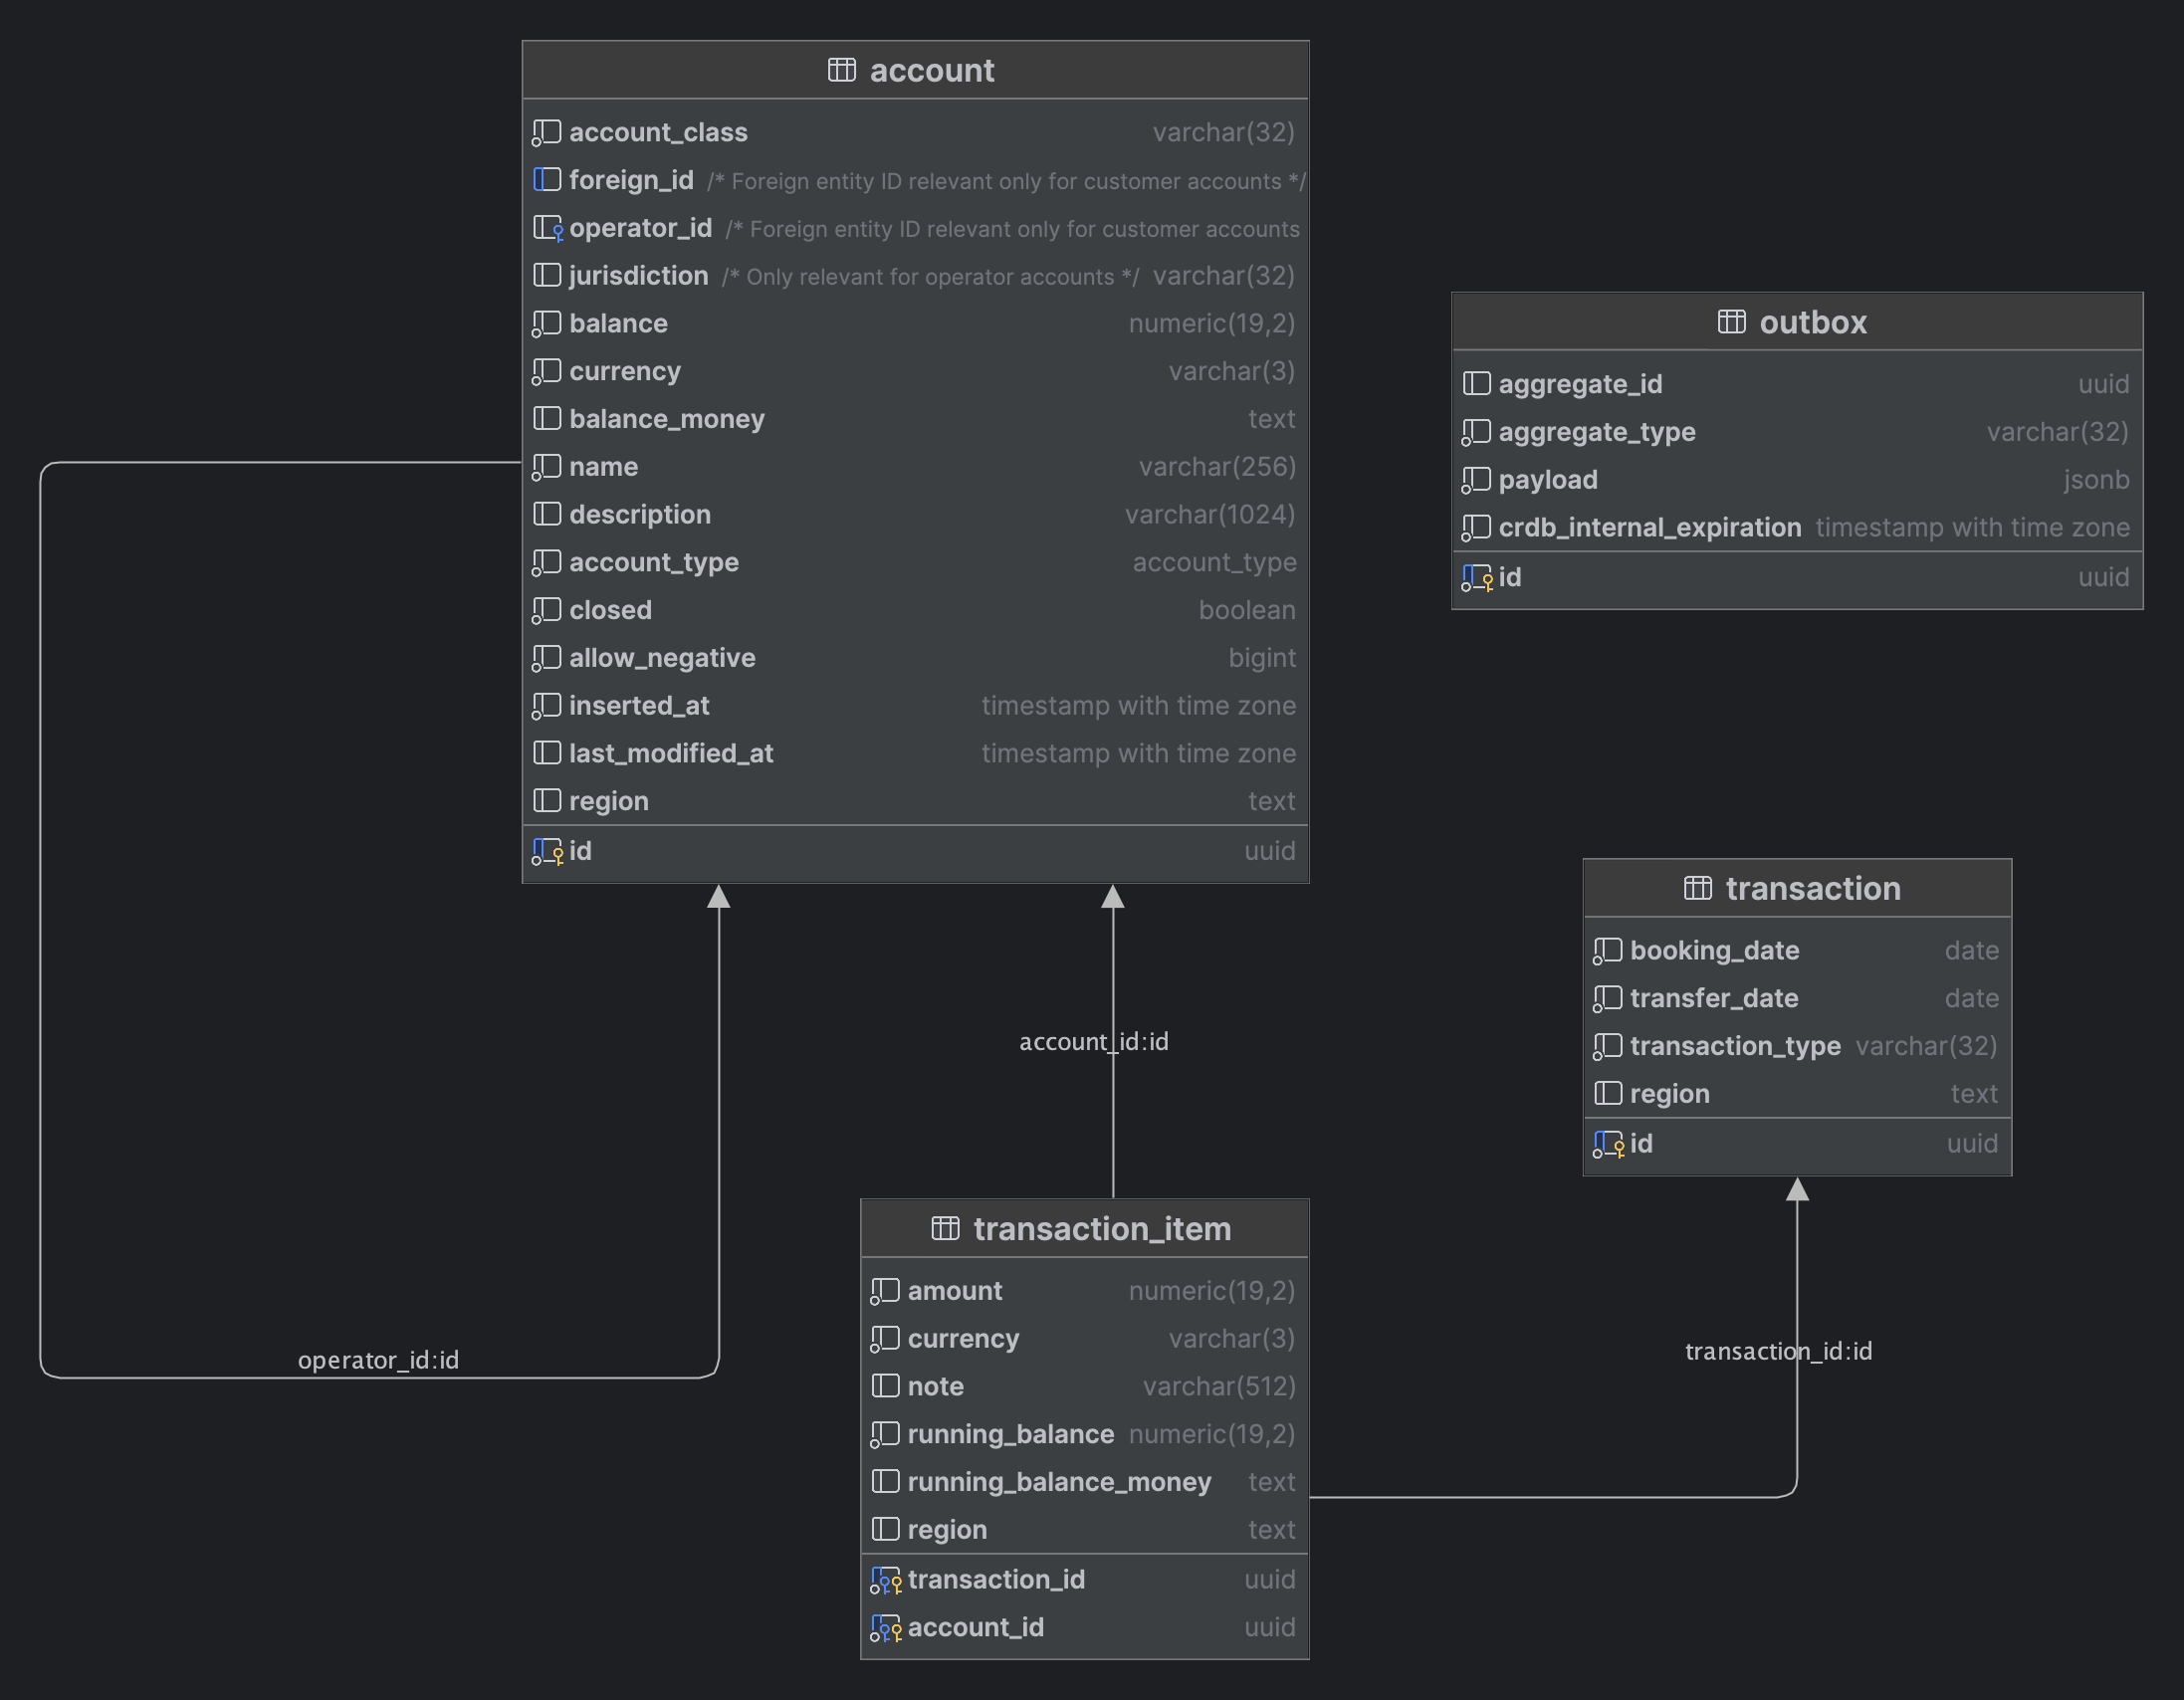 account
account_class varchar(32)
foreign_id /* Foreign entity ID relevant only for customer accounts */
operator_id /* Foreign entity ID relevant only for customer accounts
jurisdiction /* Only relevant for operator accounts */ varchar(32)
balance numeric(19,2)
currency varchar(3)
balance_money text
name varchar(256)
description varchar(1024)
account_type account_type
closed boolean
allow_negative bigint
inserted_at timestamp with time zone
last_modified_at timestamp with time zone
region text
id uuid
outbox
aggregate_id uuid
aggregate_type varchar(32)
payload jsonb
crdb_internal_expiration timestamp with time zone
id uuid
transaction
booking_date date
transfer_date date
transaction_type varchar(32)
region text
id uuid
account_id:id
transaction_item
amount numeric(19,2)
currency varchar(3)
note varchar(512)
running_balance numeric(19,2)
running_balance_money text
region text
transaction_id uuid
account_id uuid
operator_id:id
transaction_id:id